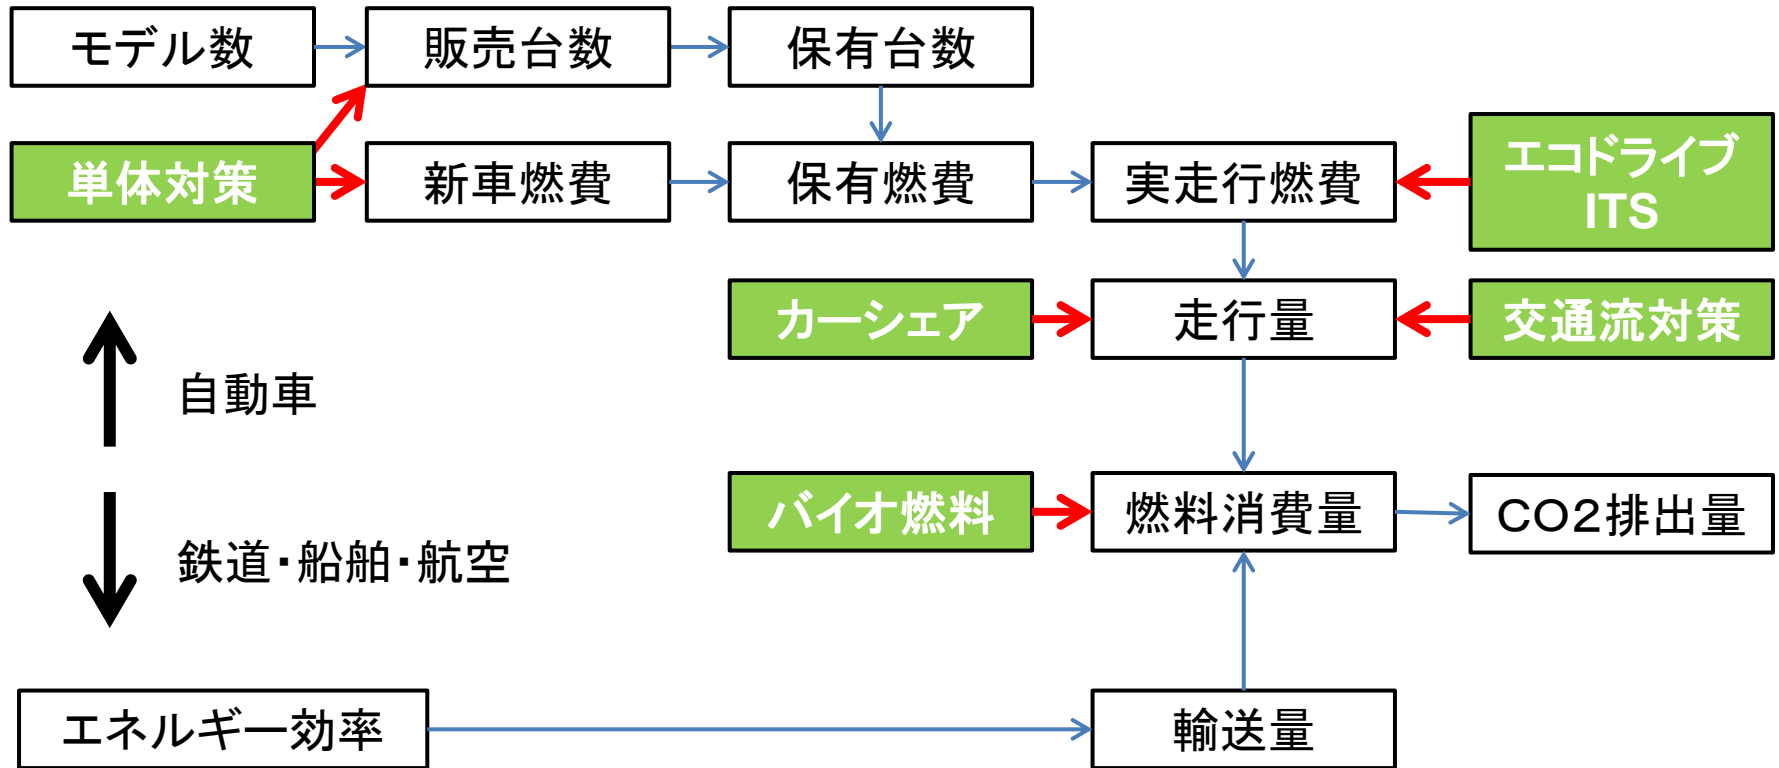 モデル数
販売台数
保有台数
単体対策
新車燃費
保有燃費
実走行燃費
エコドライブ
ITS
カーシェア
走行量
交通流対策
自動車
バイオ燃料
燃料消費量
CO2排出量
鉄道・船舶・航空
エネルギー効率
輸送量